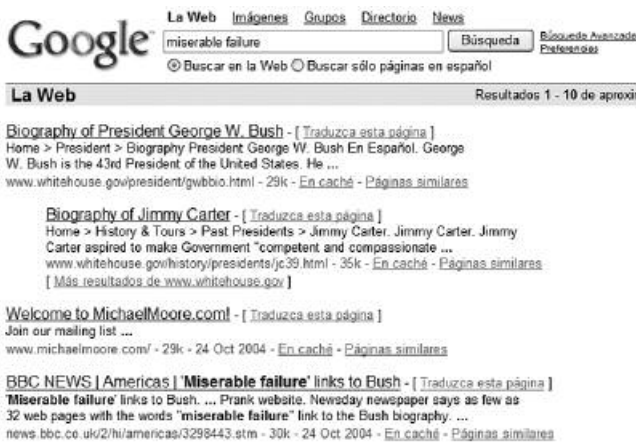 La Web Imágenes Grupos Directorio News
Google
miserable failure Búsqueda Búsqueda Avanzada
Preferencias
Buscar en la Web Buscar sólo páginas en español
La Web Resultados 1 - 10 de aproxi
Biography of President George W. Bush - [ Traduzca esta página ]
Home > President > Biography President George W. Bush En Español. George
W. Bush is the 43rd President of the United States. He ...
www.whitehouse.gov/president/gwbbio.html - 29k - En caché - Páginas similares
Biography of Jimmy Carter - [ Traduzca esta página ]
Home > History & Tours > Past Presidents > Jimmy Carter. Jimmy Carter. Jimmy
Carter aspired to make Government "competent and compassionate ...
www.whitehouse.gov/history/presidents/jc39.html - 35k - En caché - Páginas similares
[ Más resultados de www.whitehouse.gov ]
Welcome to MichaelMoore.com! - [ Traduzca esta página ]
Join our mailing list ...
www.michaelmoore.com/ - 29k - 24 Oct 2004 - En caché - Páginas similares
BBC NEWS | Americas | 'Miserable failure' links to Bush - [ Traduzca esta página ]
'Miserable failure' links to Bush. ... Prank website. Newsday newspaper says as few as
32 web pages with the words "miserable failure" link to the Bush biography. ...
news.bbc.co.uk/2/hi/americas/3298443.stm - 30k - 24 Oct 2004 - En caché - Páginas similares